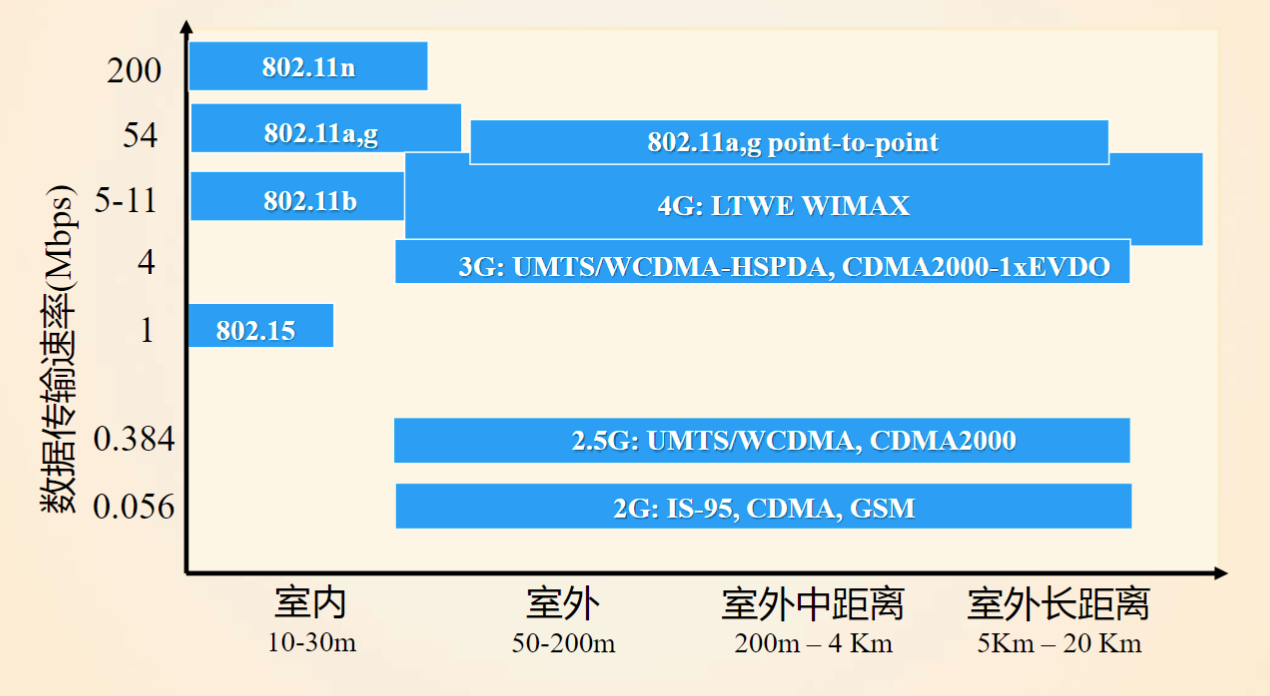 200
802.11n
54
802.11a,g
802.11a,g point-to-point
5-11
802.11b
4G: LTWE WIMAX
4
3G: UMTS/WCDMA-HSPDA, CDMA2000-1xEVDO
1
802.15
0.384
2.5G: UMTS/WCDMA, CDMA2000
0.056
2G: IS-95, CDMA, GSM
数据传输速率(Mbps)
室内
10-30m
室外
50-200m
室外中距离
200m – 4 Km
室外长距离
5Km – 20 Km